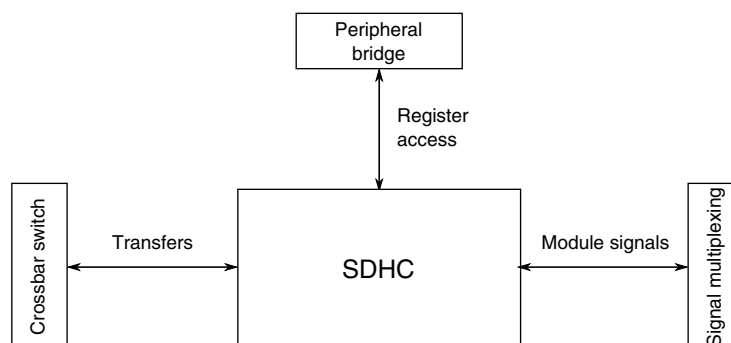 Peripheral
bridge
Register
access
Crossbar switch
Transfers
SDHC
Module signals
Signal multiplexing